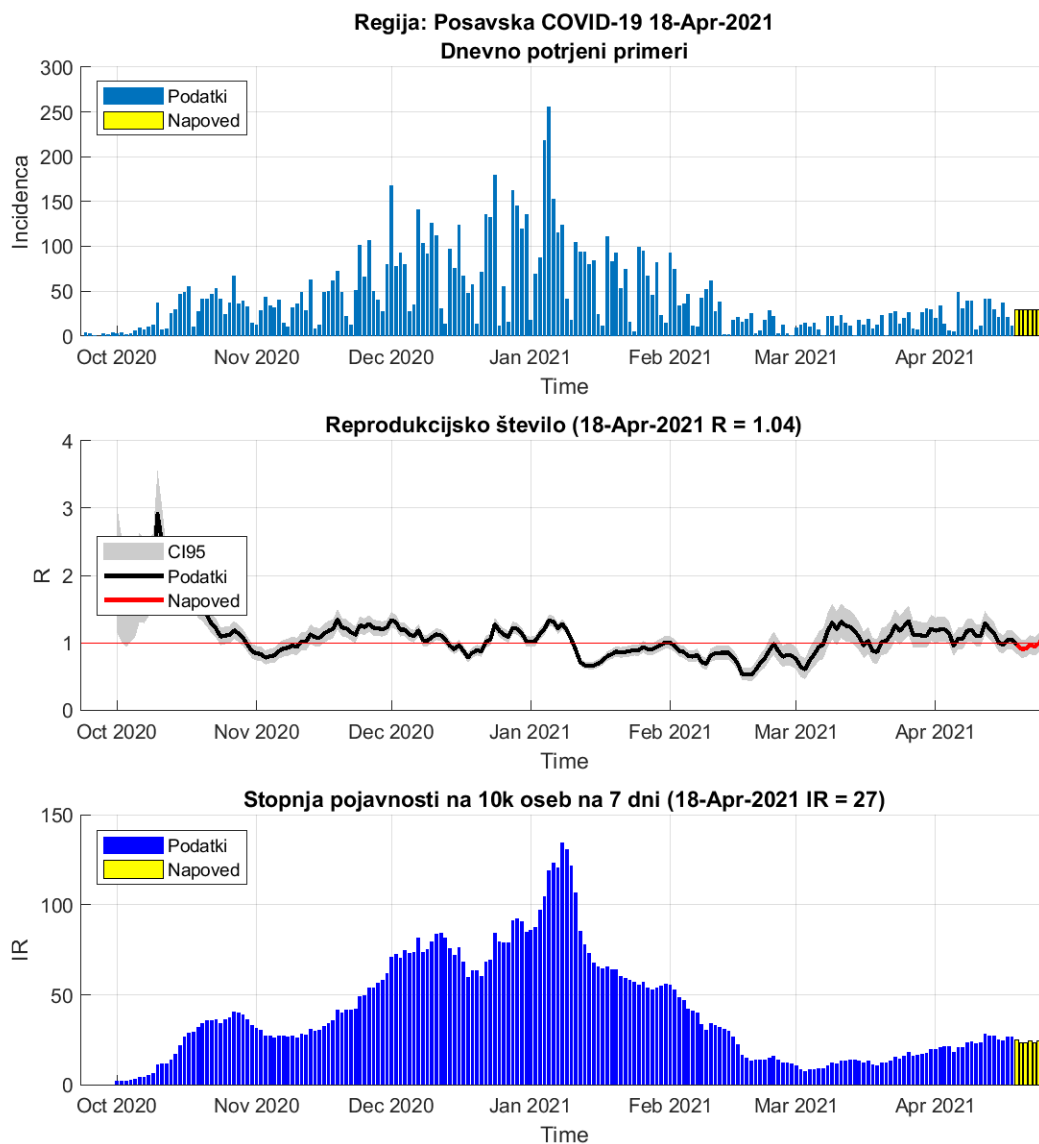 Regija: Posavska COVID-19 18-Apr-2021
Dnevno potrjeni primeri
300
250
200
150
100
50
0
Incidenca
Podatki
Napoved
Oct 2020 Nov 2020 Dec 2020 Jan 2021 Feb 2021 Mar 2021 Apr 2021
Time
Reprodukcijsko število (18-Apr-2021 R = 1.04)
4
3
2
1
0
R
CI95
Podatki
Napoved
Oct 2020 Nov 2020 Dec 2020 Jan 2021 Feb 2021 Mar 2021 Apr 2021
Time
Stopnja pojavnosti na 10k oseb na 7 dni (18-Apr-2021 IR = 27)
150
100
50
0
IR
Podatki
Napoved
Oct 2020 Nov 2020 Dec 2020 Jan 2021 Feb 2021 Mar 2021 Apr 2021
Time